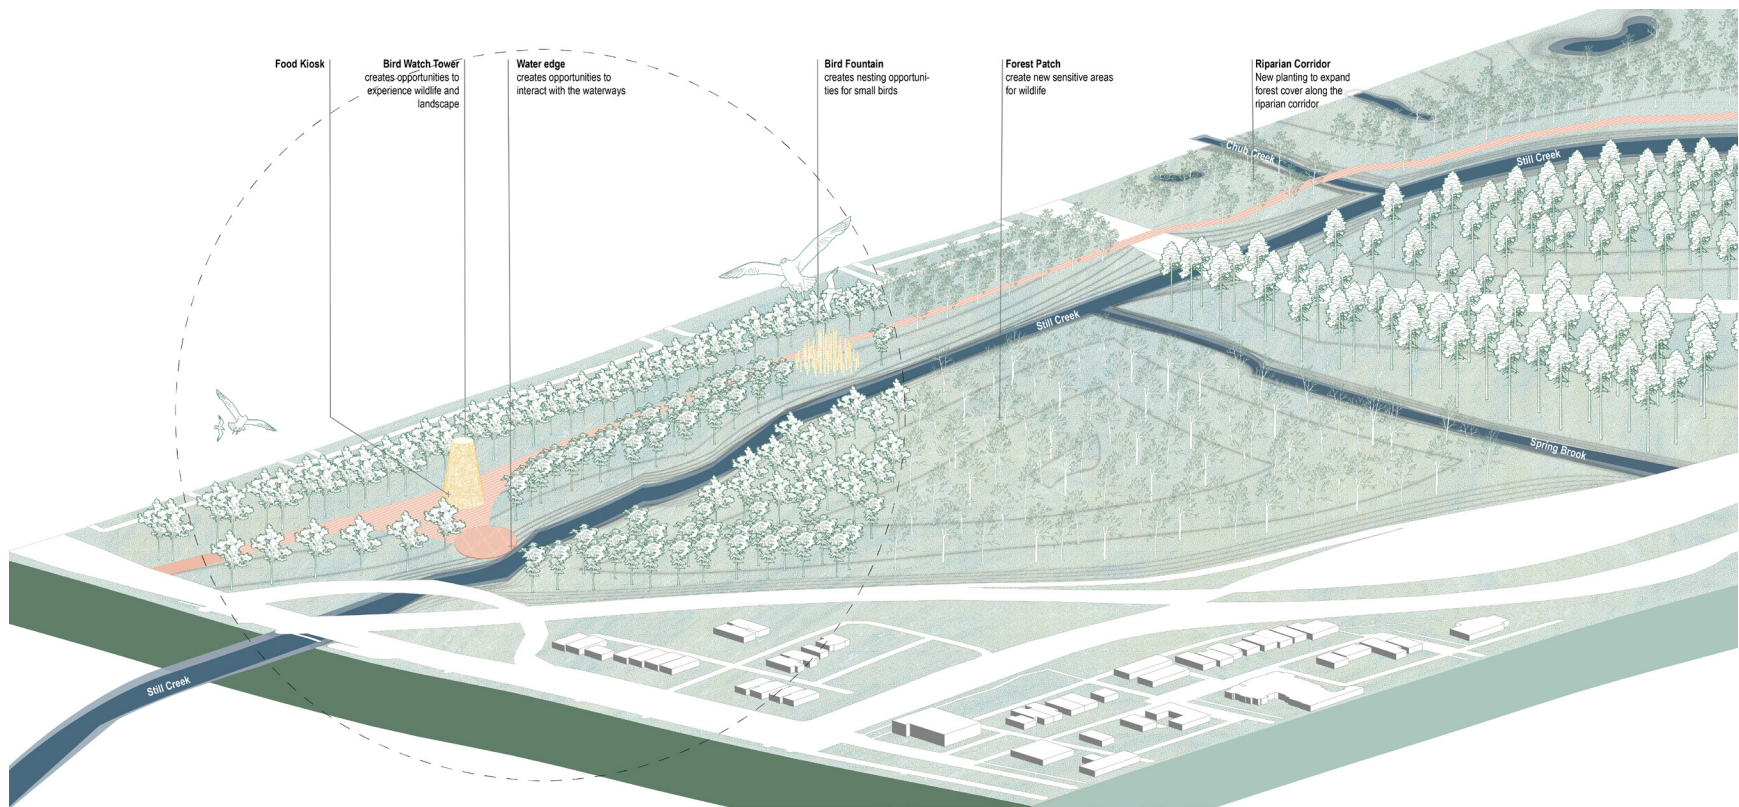 Food Kiosk
Bird Watch Tower
creates opportunities to
experience wildlife and
landscape
Water edge
creates opportunities to
interact with the waterways
Bird Fountain
creates nesting opportuni-
ties for small birds
Forest Patch
create new sensitive areas
for wildlife
Riparian Corridor
New planting to expand
forest cover along the
riparian corridor
Chub Creek
Still Creek
Still Creek
Spring Brook
Still Creek